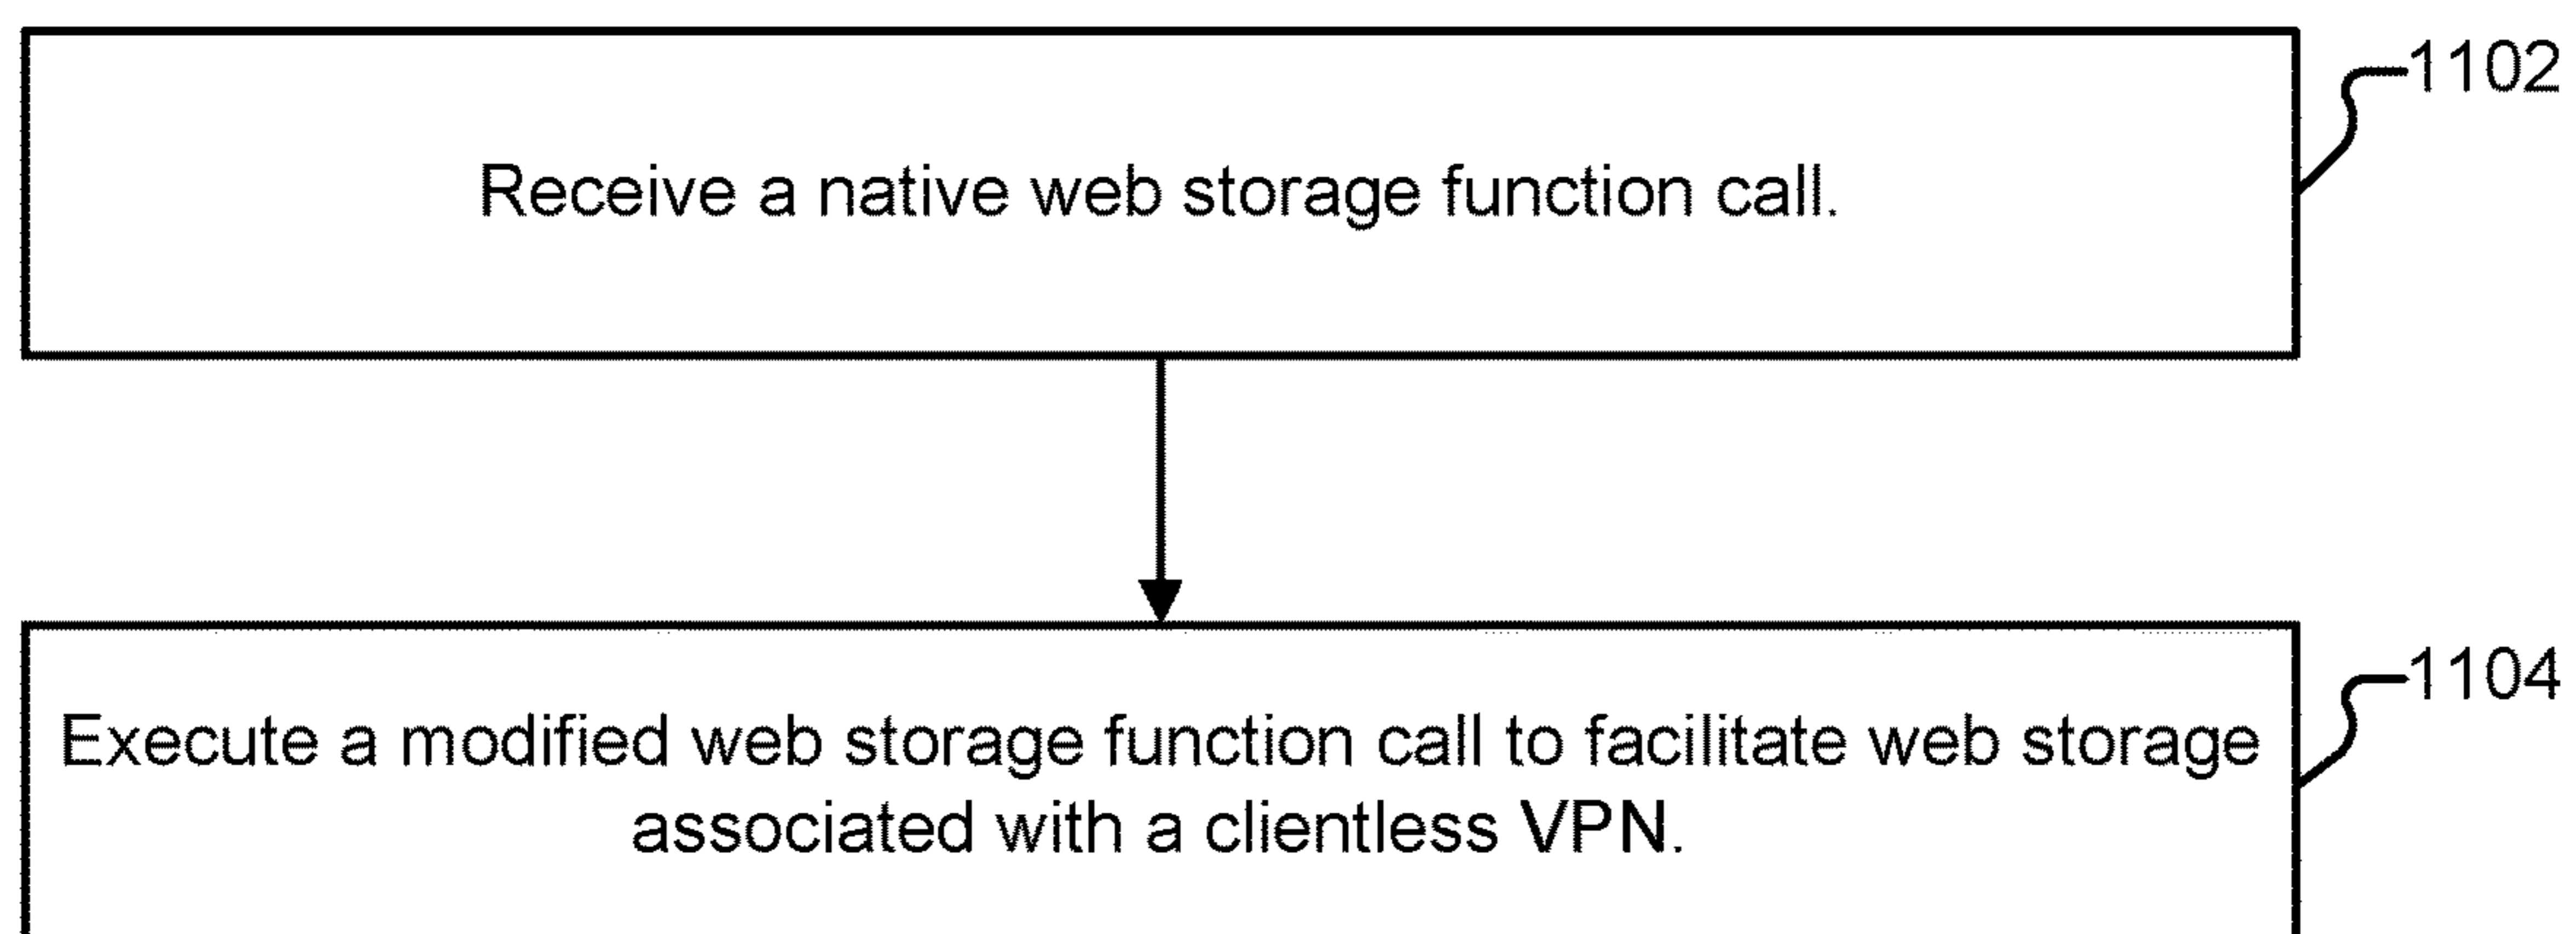 1102
Receive a native web storage function call.
1104
Execute a modified web storage function call to facilitate web storage
associated with a clientless VPN.